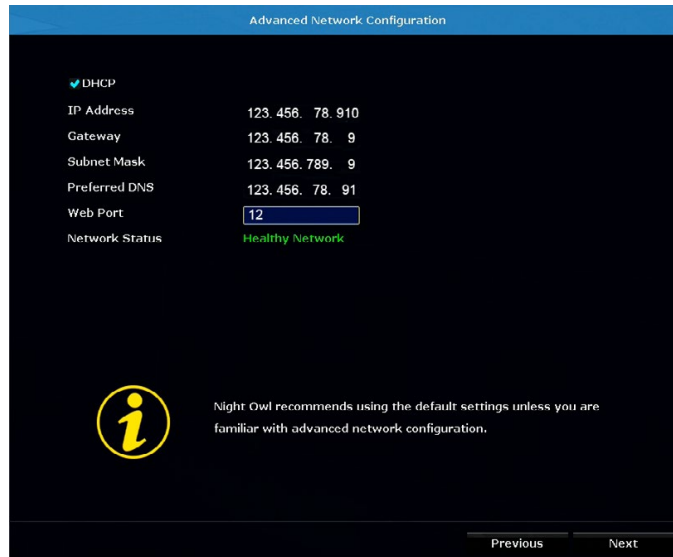 Advanced Network Configuration
DHCP
IP Address 123. 456. 78. 910
Gateway 123. 456. 78. 9
Subnet Mask 123. 456. 789. 9
Preferred DNS 123. 456. 78. 91
Web Port 12
Network Status Healthy Network
Night Owl recommends using the default settings unless you are
familiar with advanced network configuration.
Previous Next